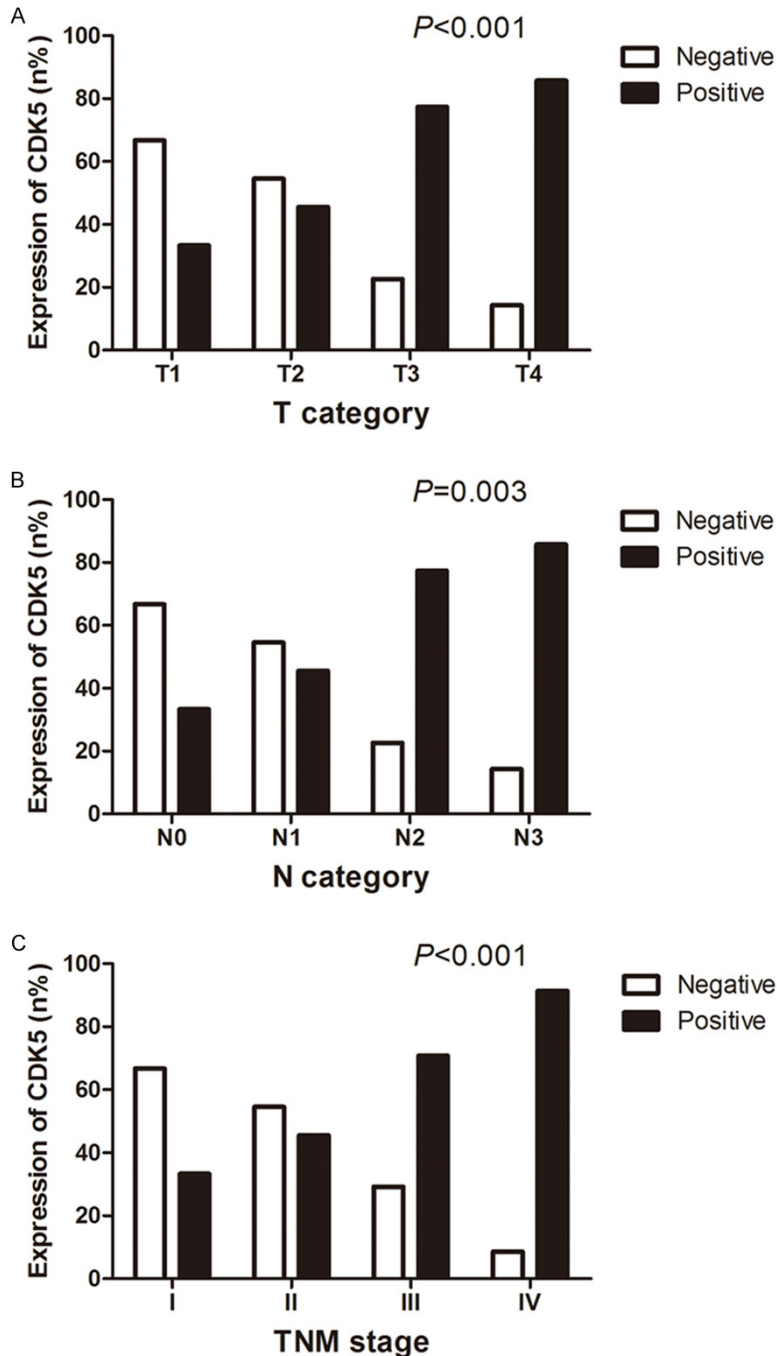 A
P<0.001
Negative
Positive
Expression of CDK5 (n%)
100
80
60
40
20
0
T1 T2 T3 T4
T category
B
P=0.003
Negative
Positive
Expression of CDK5 (n%)
100
80
60
40
20
0
N0 N1 N2 N3
N category
C
P<0.001
Negative
Positive
Expression of CDK5 (n%)
100
80
60
40
20
0
I II III IV
TNM stage